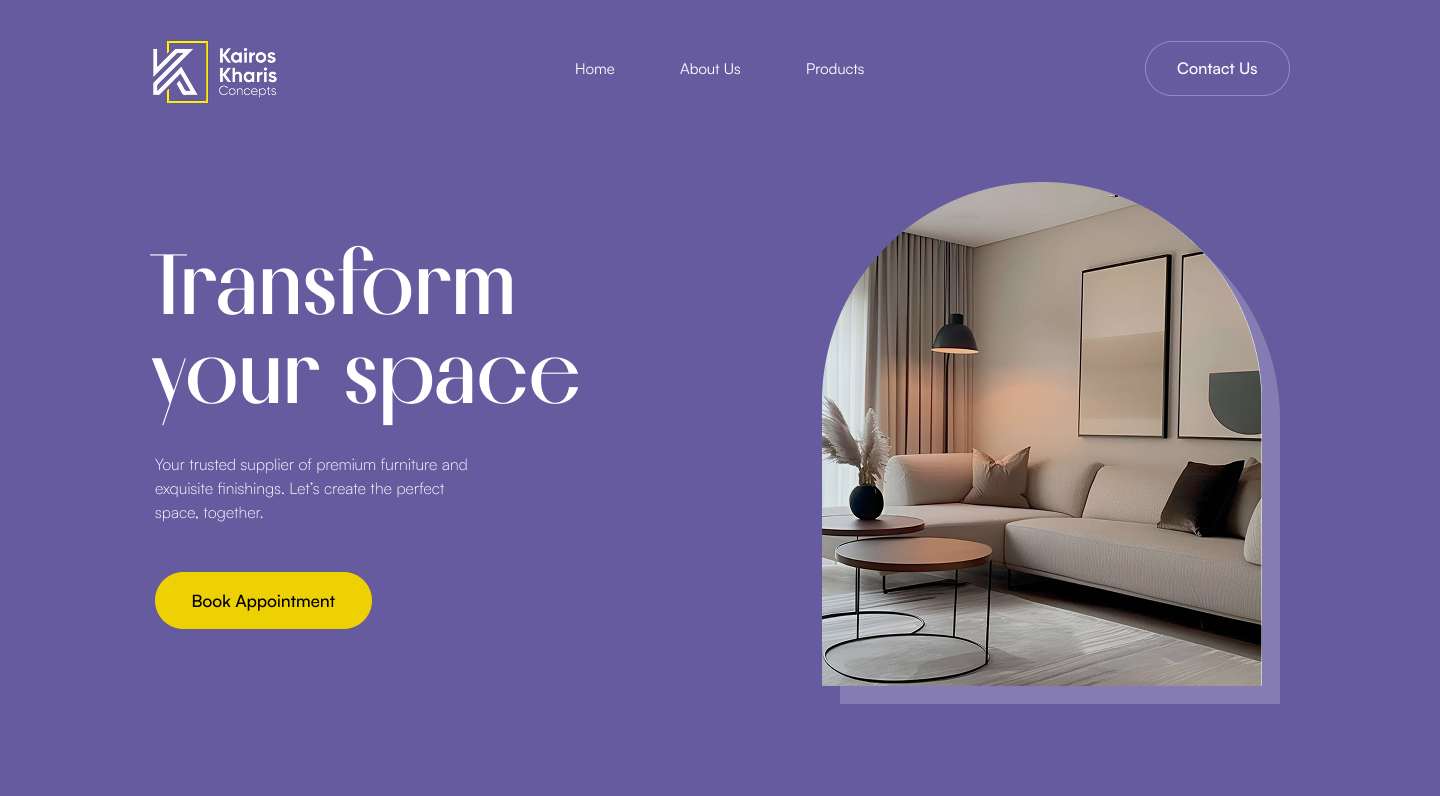 Kairos
Kharis
Concepts
Home
About Us
Products
Contact Us
Transform
your space
Your trusted supplier of premium furniture and
exquisite finishings. Let’s create the perfect
space, together.
Book Appointment